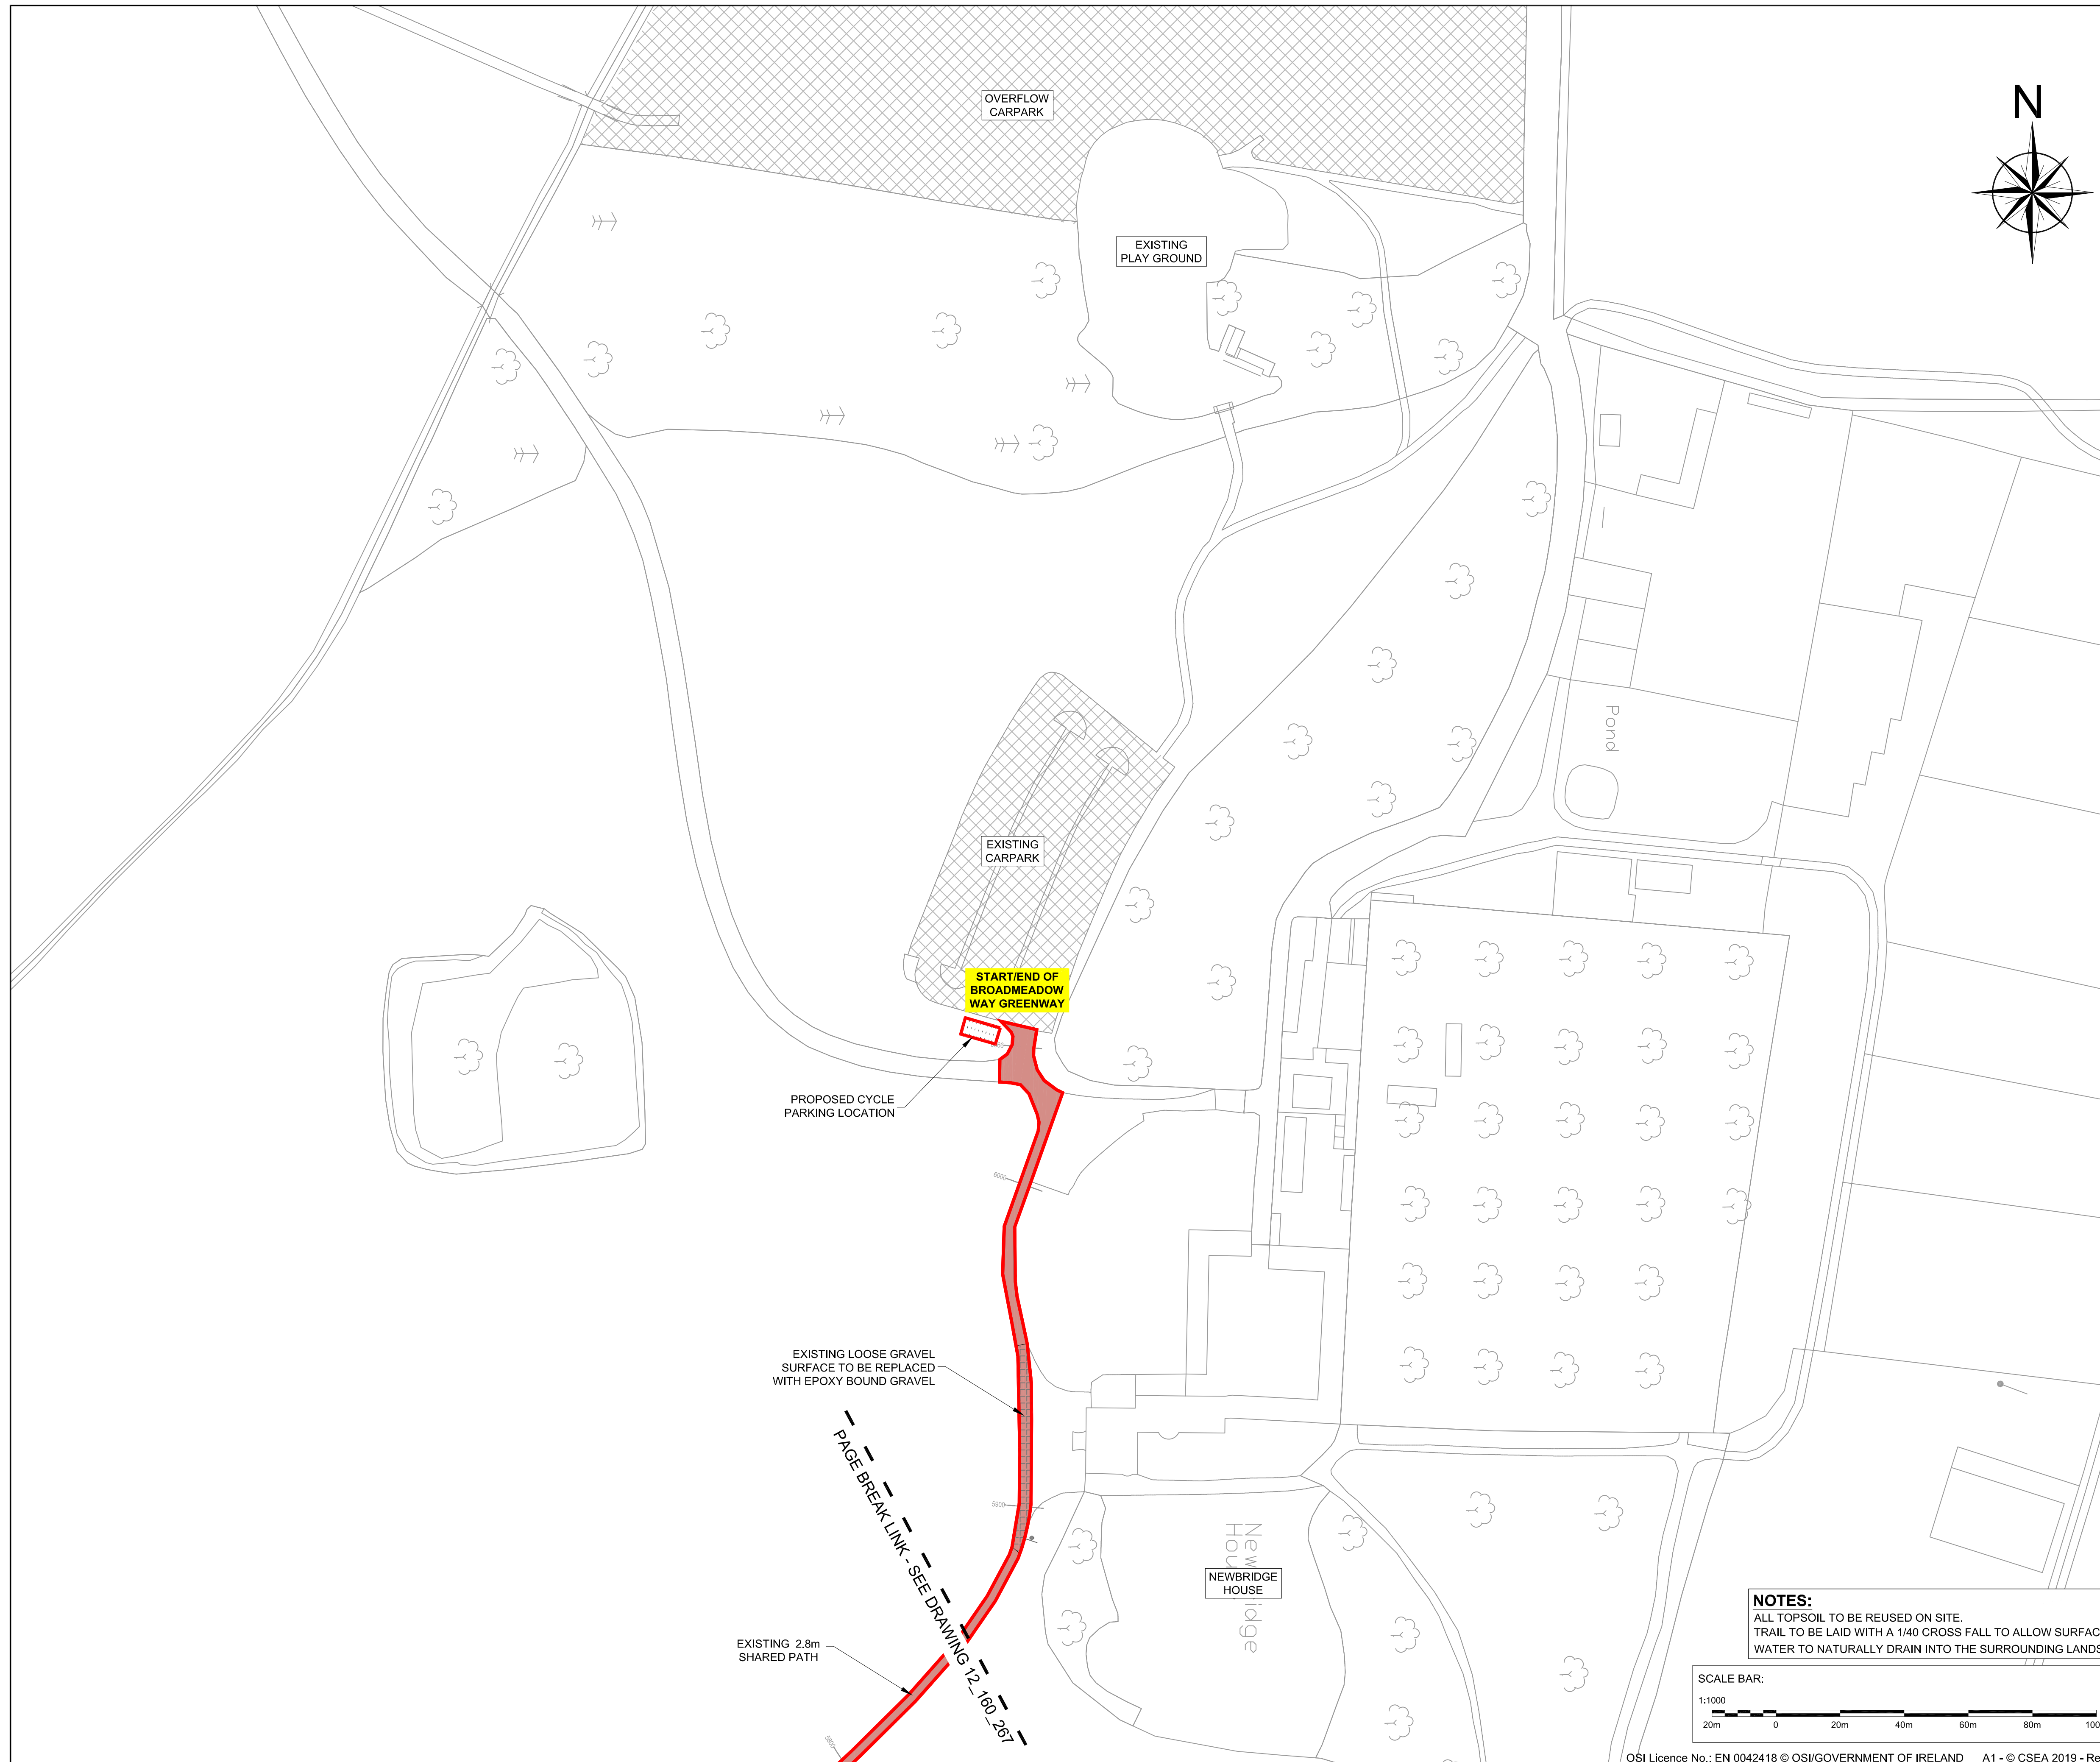 N
OVERFLOW
CARPARK
EXISTING
PLAY GROUND
Pond
EXISTING
CARPARK
START/END OF
BROADMEADOW
WAY GREENWAY
PROPOSED CYCLE
PARKING LOCATION
6000
EXISTING LOOSE GRAVEL
SURFACE TO BE REPLACED
WITH EPOXY BOUND GRAVEL
PAGE BREAK LINK - SEE DRAWING 12_160_267
5900
NEWBRIDGE
HOUSE
EXISTING 2.8m
SHARED PATH
5800
NOTES:
ALL TOPSOIL TO BE REUSED ON SITE.
TRAIL TO BE LAID WITH A 1/40 CROSS FALL TO ALLOW SURFAC
WATER TO NATURALLY DRAIN INTO THE SURROUNDING LANDS
SCALE BAR:
1:1000
20m 0 20m 40m 60m 80m 100
OSI Licence No.: EN 0042418 © OSI/GOVERNMENT OF IRELAND A1 - © CSEA 2019 - Re